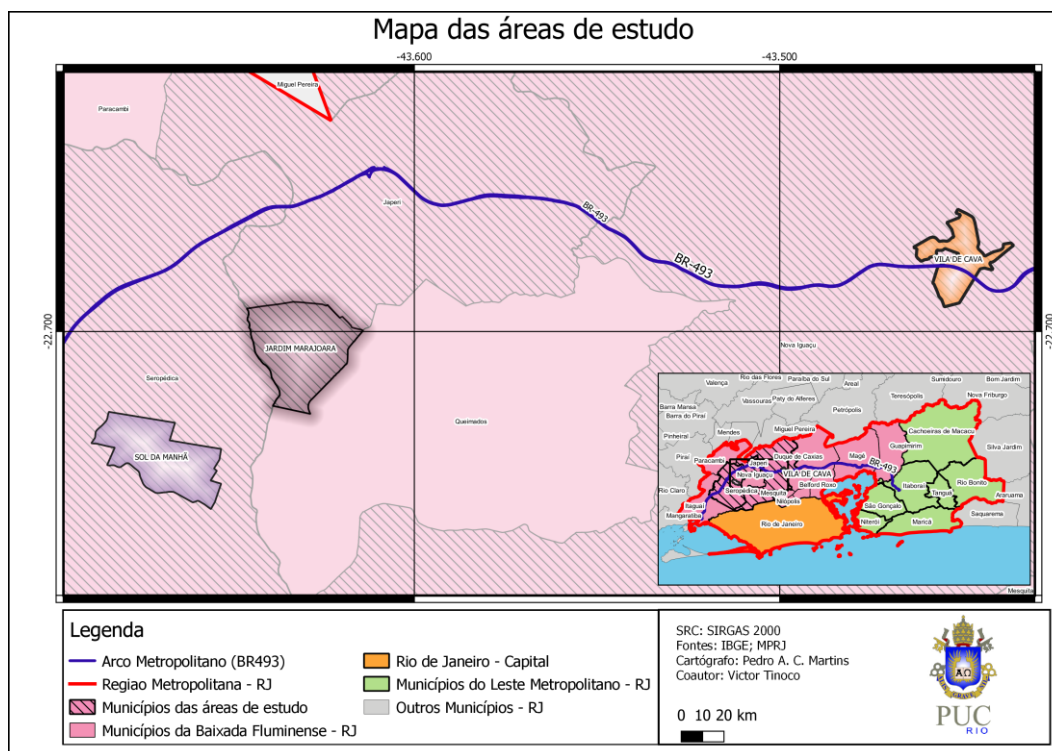 Mapa das áreas de estudo
-43.600
-43.500
Miguel Pereira
Paracambi
Japeri
BR-493
BR-493
VILA DE CAVA
-22.700
-22.700
JARDIM MARAJOARA
Nova Iguaçu
Seropédica
Queimados
SOL DA MANHÃ
Mesquita
Rio das Flores
Paraíba do Sul
Sumidouro
Bom Jardim
Valença
Areal
Vassouras
Paty do Alferes
Teresópolis
Nova Friburgo
Barra Mansa
Barra do Piraí
Petrópolis
Pinheiral
Mendes
Miguel Pereira
Cachoeiras de Macacu
Piraí
Paracambi
Japeri
Duque de Caxias
Magé
Guapimirim
Silva Jardim
Nova Iguaçu
VILA DE CAVA
BR-493
Rio Claro
Seropédica
Mesquita
Belford Roxo
Itaboraí
Tanguá
Rio Bonito
Itaguaí
Nilópolis
São Gonçalo
Araruama
Mangaratiba
Rio de Janeiro
Niterói
Maricá
Saquarema
Legenda
Arco Metropolitano (BR493)
Regiao Metropolitana - RJ
Municípios das áreas de estudo
Municípios da Baixada Fluminense - RJ
Rio de Janeiro - Capital
Municípios do Leste Metropolitano - RJ
Outros Municípios - RJ
SRC: SIRGAS 2000
Fontes: IBGE; MPRJ
Cartógrafo: Pedro A. C. Martins
Coautor: Victor Tinoco
0 10 20 km
ΑΩ
PUC
RIO